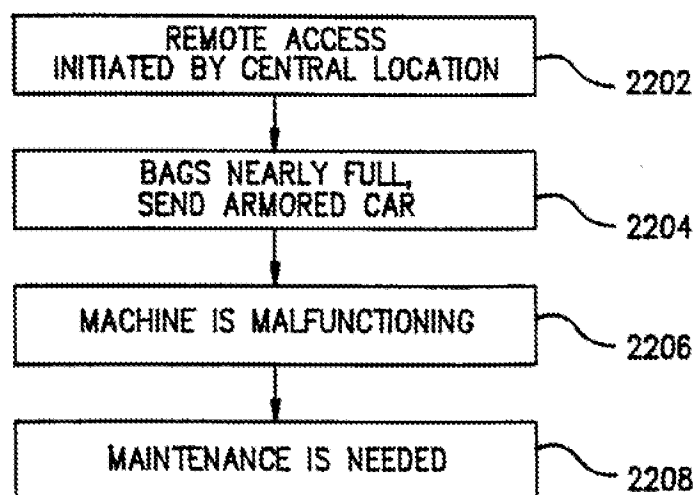 REMOTE ACCESS
INITIATED BY CENTRAL LOCATION
2202
BAGS NEARLY FULL,
SEND ARMORED CAR
2204
MACHINE IS MALFUNCTIONING
2206
MAINTENANCE IS NEEDED
2208